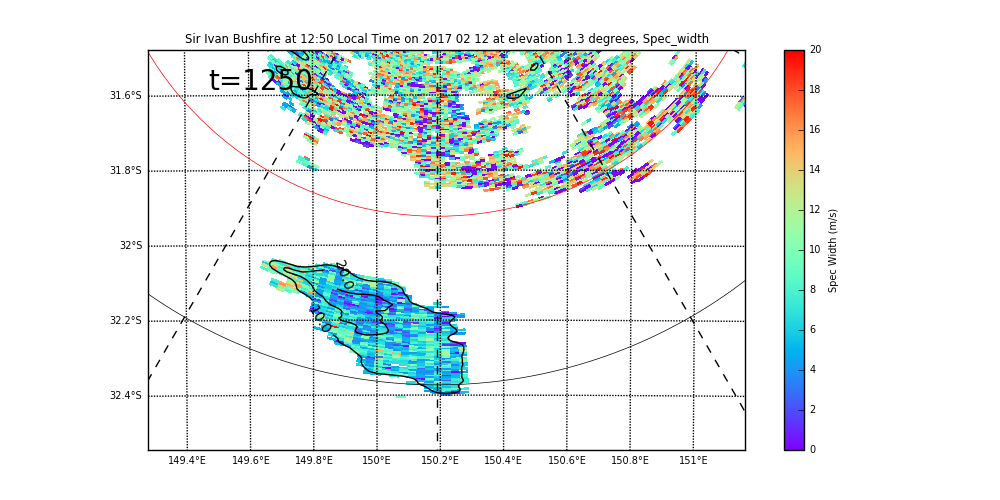 Sir Ivan Bushfire at 12:50 Local Time on 2017 02 12 at elevation 1.3 degrees, Spec_width
t=1250
31.6°S
31.8°S
32°S
32.2°S
32.4°S
149.4°E 149.6°E 149.8°E 150°E 150.2°E 150.4°E 150.6°E 150.8°E 151°E
20
18
16
14
12
10
8
6
4
2
0
Spec Width (m/s)